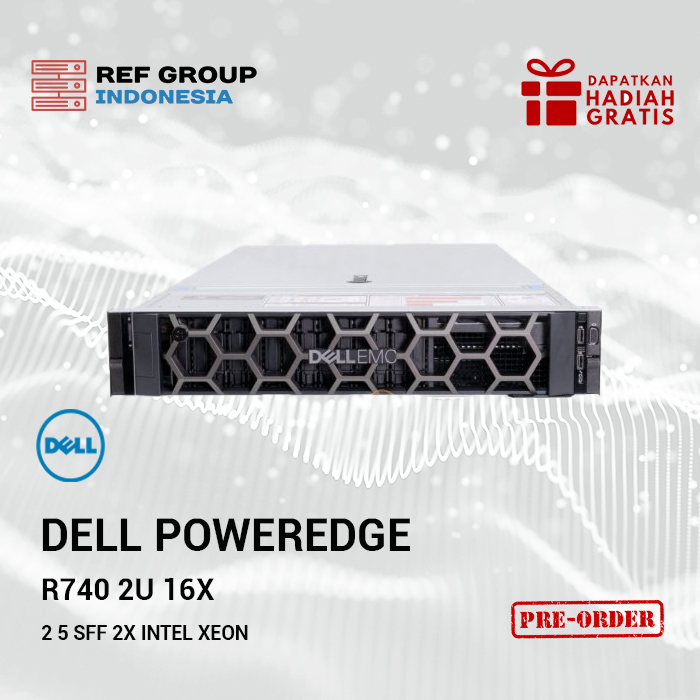 REF GROUP
INDONESIA
DAPATKAN
HADIAH
GRATIS
DELLEMC
DELL
DELL POWEREDGE
R740 2U 16X
2 5 SFF 2X INTEL XEON
PRE-ORDER